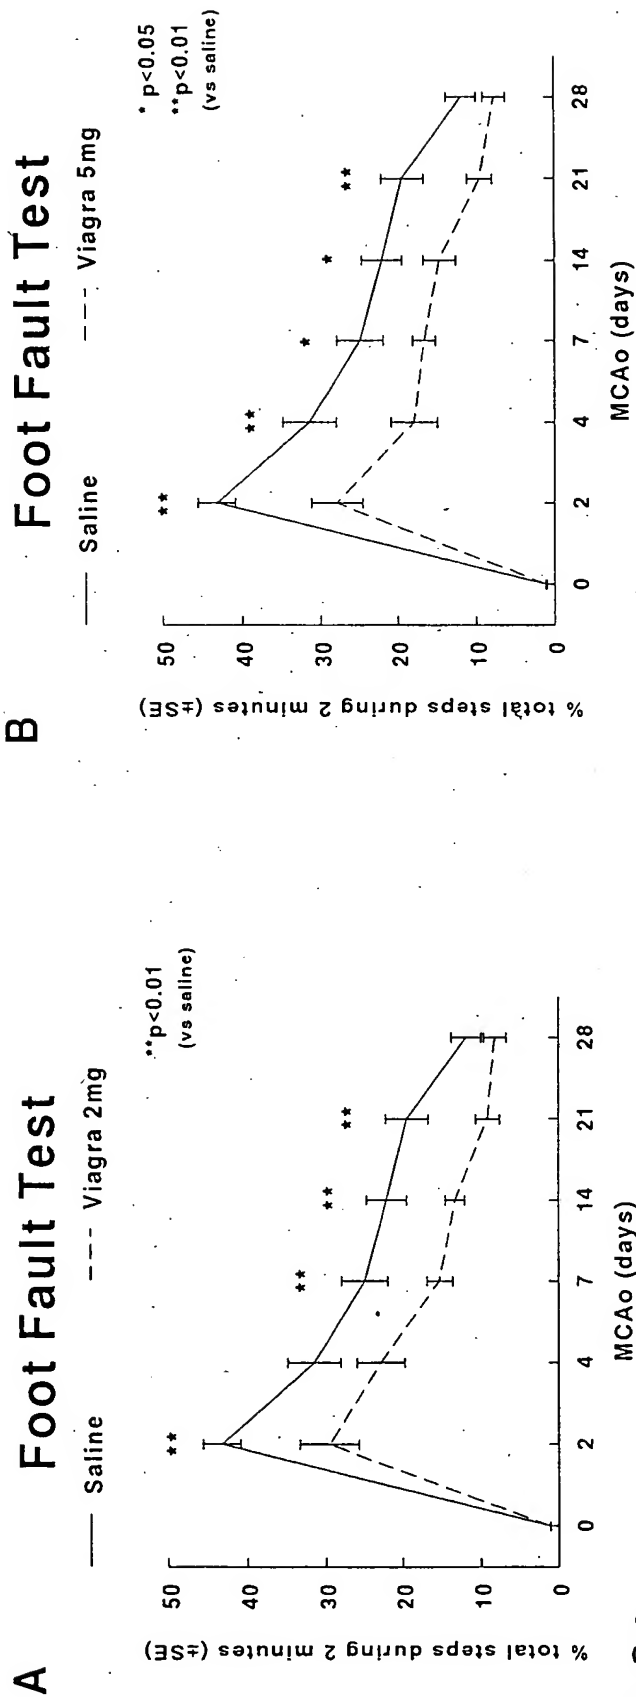 A
Foot Fault Test
Saline
Viagra 2mg
**p<0.01
(vs saline)
% total steps during 2 minutes (±SE)
50
40
30
20
10
0
**
**
**
**
0 2 4 7 14 21 28
MCAo (days)
B
Foot Fault Test
Saline
Viagra 5mg
* p<0.05
**p<0.01
(vs saline)
% total steps during 2 minutes (±SE)
50
40
30
20
10
0
**
**
*
*
**
0 2 4 7 14 21 28
MCAo (days)